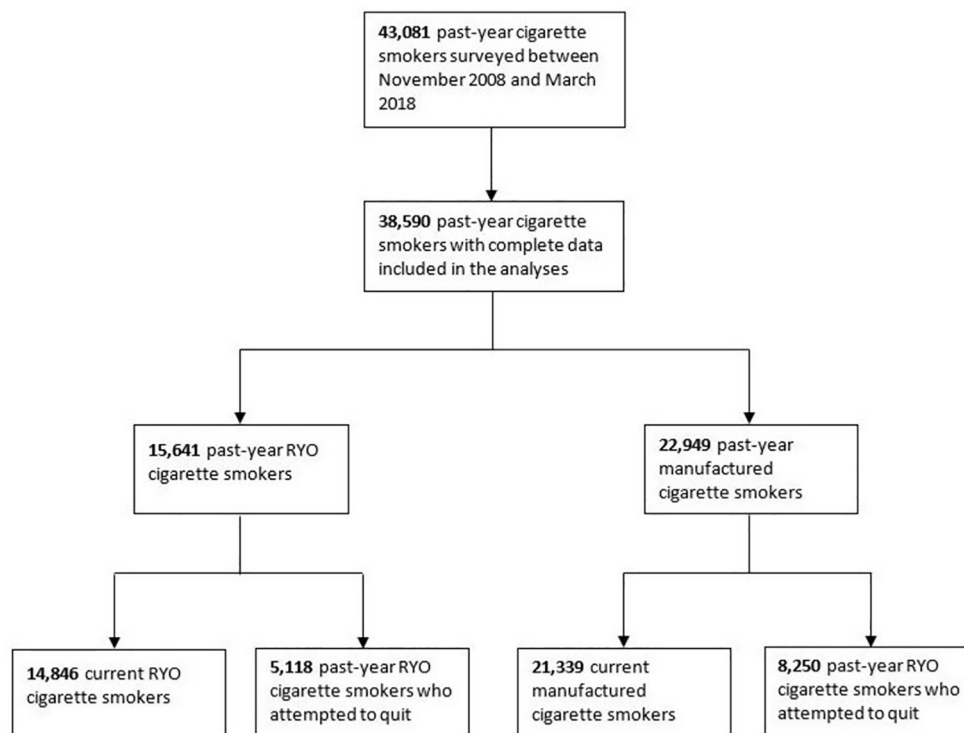 43,081 past-year cigarette
smokers surveyed between
November 2008 and March
2018
38,590 past-year cigarette
smokers with complete data
included in the analyses
15,641 past-year RYO
cigarette smokers
22,949 past-year
manufactured
cigarette smokers
14,846 current RYO
cigarette smokers
5,118 past-year RYO
cigarette smokers who
attempted to quit
21,339 current
manufactured
cigarette smokers
8,250 past-year RYO
cigarette smokers who
attempted to quit